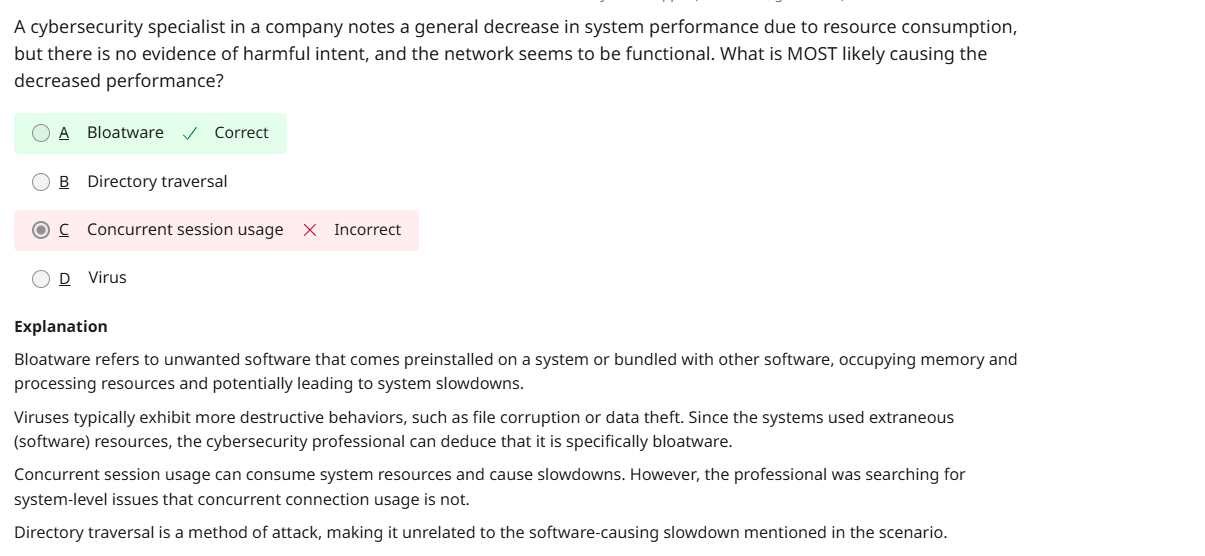 A cybersecurity specialist in a company notes a general decrease in system performance due to resource consumption,
but there is no evidence of harmful intent, and the network seems to be functional. What is MOST likely causing the
decreased performance?
A Bloatware ✓ Correct
B Directory traversal
C Concurrent session usage ✕ Incorrect
D Virus
Explanation
Bloatware refers to unwanted software that comes preinstalled on a system or bundled with other software, occupying memory and
processing resources and potentially leading to system slowdowns.
Viruses typically exhibit more destructive behaviors, such as file corruption or data theft. Since the systems used extraneous
(software) resources, the cybersecurity professional can deduce that it is specifically bloatware.
Concurrent session usage can consume system resources and cause slowdowns. However, the professional was searching for
system-level issues that concurrent connection usage is not.
Directory traversal is a method of attack, making it unrelated to the software-causing slowdown mentioned in the scenario.